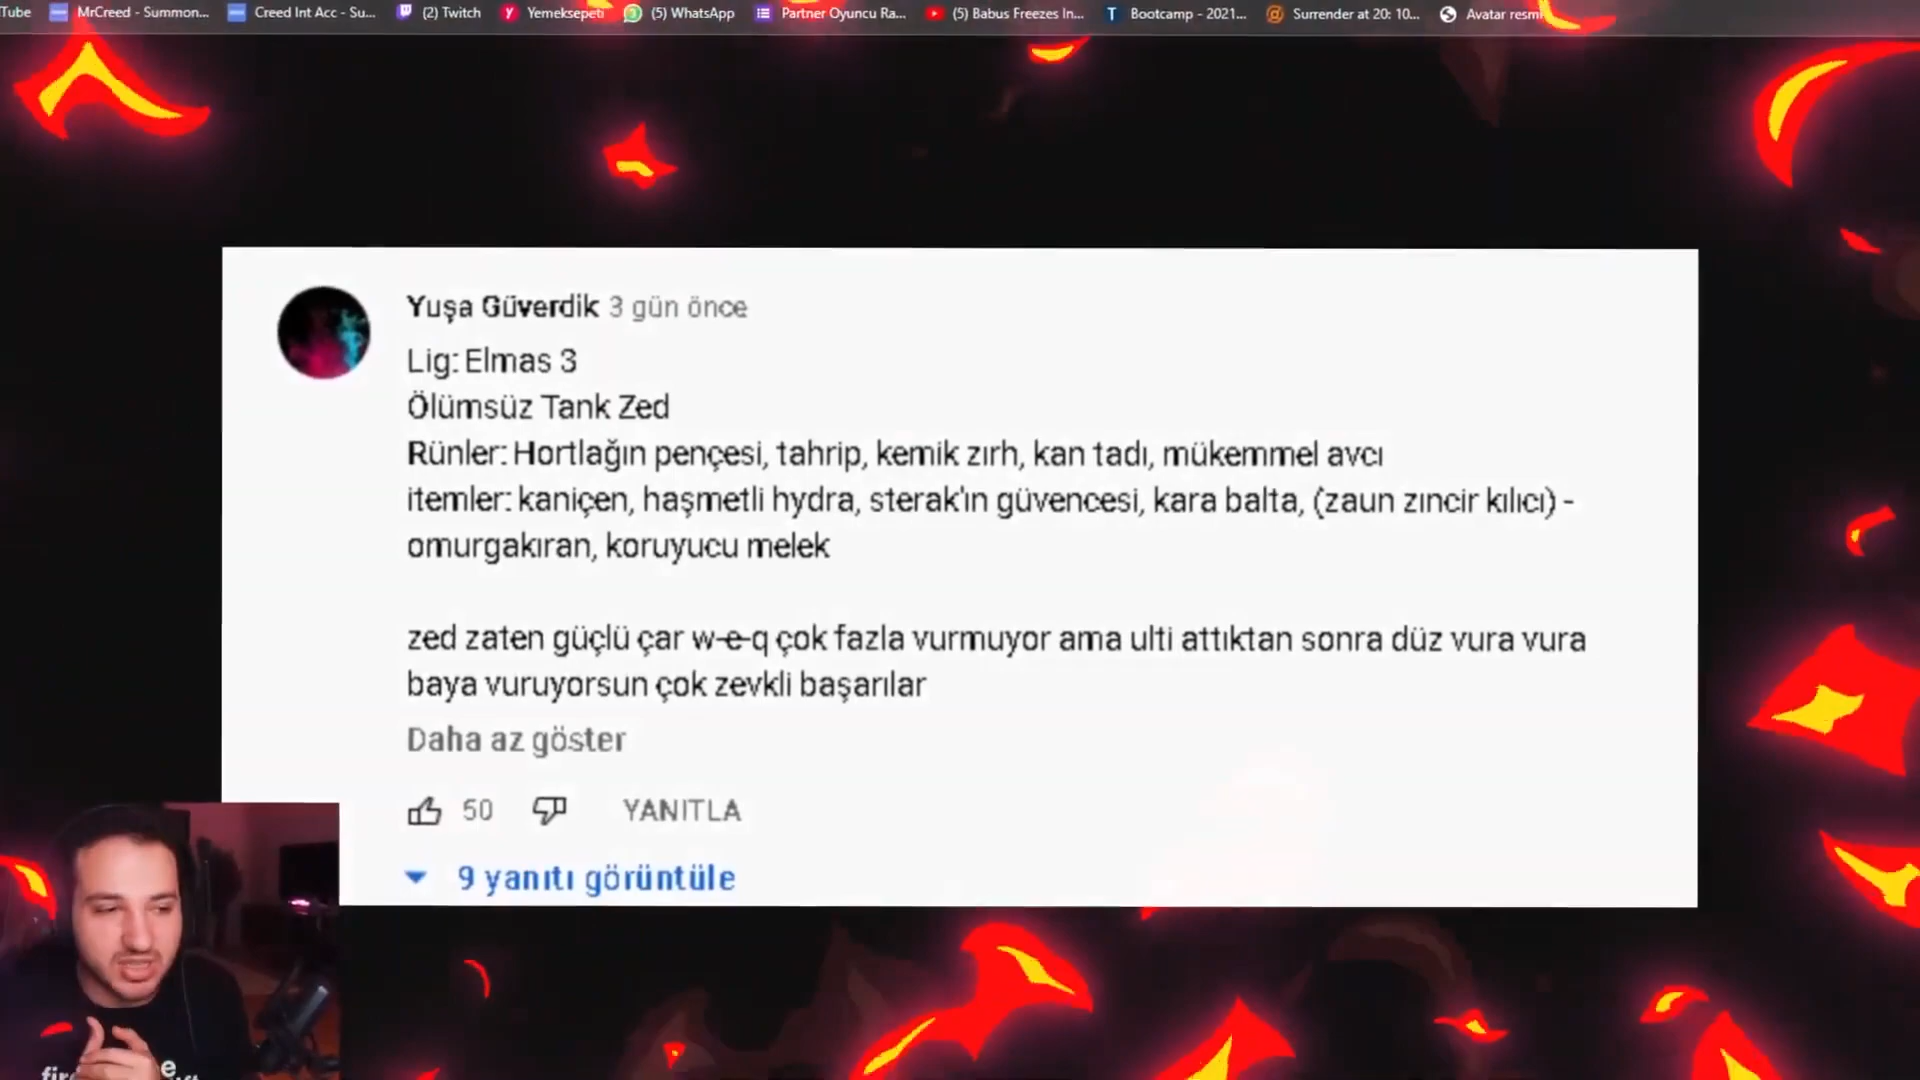 Tube MrCreed - Summon... Creed Int Acc - Su... (2) Twitch Yemeksepeti (5) WhatsApp Partner Oyuncu Ra... (5) Babus Freezes In... Bootcamp - 2021... Surrender at 20: 10... Avatar resmi
Yuşa Güverdik 3 gün önce
Lig: Elmas 3
Ölümsüz Tank Zed
Rünler: Hortlağın pençesi, tahrip, kemik zırh, kan tadı, mükemmel avcı
itemler: kaniçen, haşmetli hydra, sterak'ın güvencesi, kara balta, (zaun zıncir kılıcı) -
omurgakıran, koruyucu melek
zed zaten güçlü çar w-e-q çok fazla vurmuyor ama ulti attıktan sonra düz vura vura
baya vuruyorsun çok zevkli başarılar
Daha az göster
50 YANITLA
9 yanıtı görüntüle